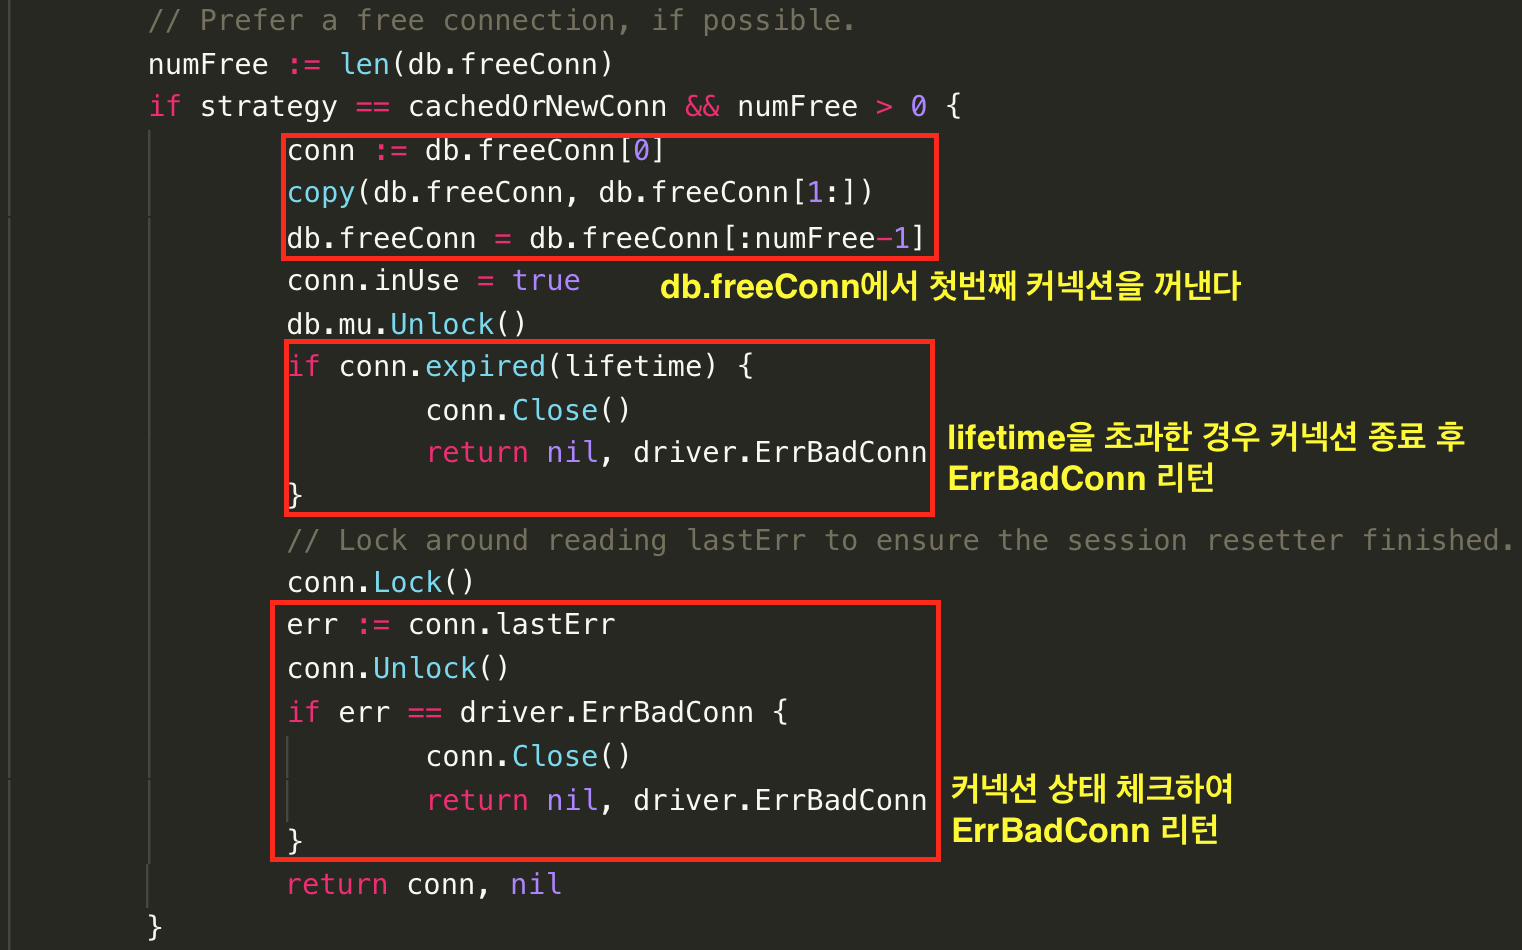 // Prefer a free connection, if possible.
numFree := len(db.freeConn)
if strategy == cachedOrNewConn && numFree > 0 {
conn := db.freeConn[0]
copy(db.freeConn, db.freeConn[1:])
db.freeConn = db.freeConn[:numFree-1]
conn.inUse = true
db.freeConn에서 첫번째 커넥션을 꺼낸다
db.mu.Unlock()
if conn.expired(lifetime) {
conn.Close()
return nil, driver.ErrBadConn
}
lifetime을 초과한 경우 커넥션 종료 후
ErrBadConn 리턴
// Lock around reading lastErr to ensure the session resetter finished.
conn.Lock()
err := conn.lastErr
conn.Unlock()
if err == driver.ErrBadConn {
conn.Close()
return nil, driver.ErrBadConn
}
커넥션 상태 체크하여
ErrBadConn 리턴
return conn, nil
}